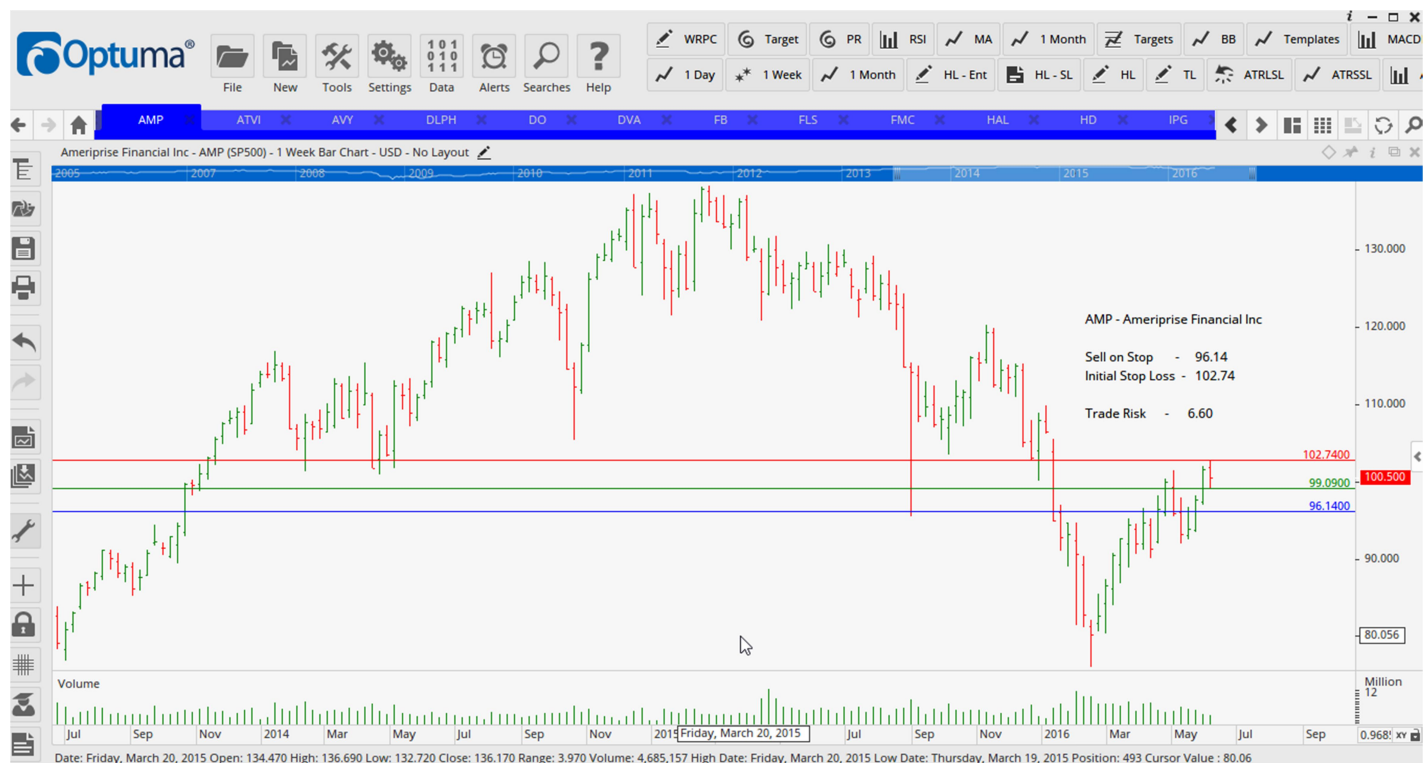 Optuma®
File New Tools Settings Data Alerts Searches Help
101
010
111
WRPC Target PR RSI MA 1 Month Targets BB Templates MACD
1 Day 1 Week 1 Month HL - Ent HL - SL HL TL ATRLSL ATRSSL
AMP ATVI AVY DLPH DO DVA FB FLS FMC HAL HD IPG
Ameriprise Financial Inc - AMP (SP500) - 1 Week Bar Chart - USD - No Layout
2005 2007 2008 2009 2010 2011 2012 2013 2014 2015 2016
130.000
AMP - Ameriprise Financial Inc
120.000
Sell on Stop - 96.14
Initial Stop Loss - 102.74
110.000
Trade Risk - 6.60
102.7400
100.500
99.0900
96.1400
90.000
80.056
Volume
Million
12
Jul Sep Nov 2014 Mar May Jul Sep Nov 2015 Friday, March 20, 2015 Jul Sep Nov 2016 Mar May Jul Sep XY
Date: Friday, March 20, 2015 Open: 134.470 High: 136.690 Low: 132.720 Close: 136.170 Range: 3.970 Volume: 4,685,157 High Date: Friday, March 20, 2015 Low Date: Thursday, March 19, 2015 Position: 493 Cursor Value : 80.06